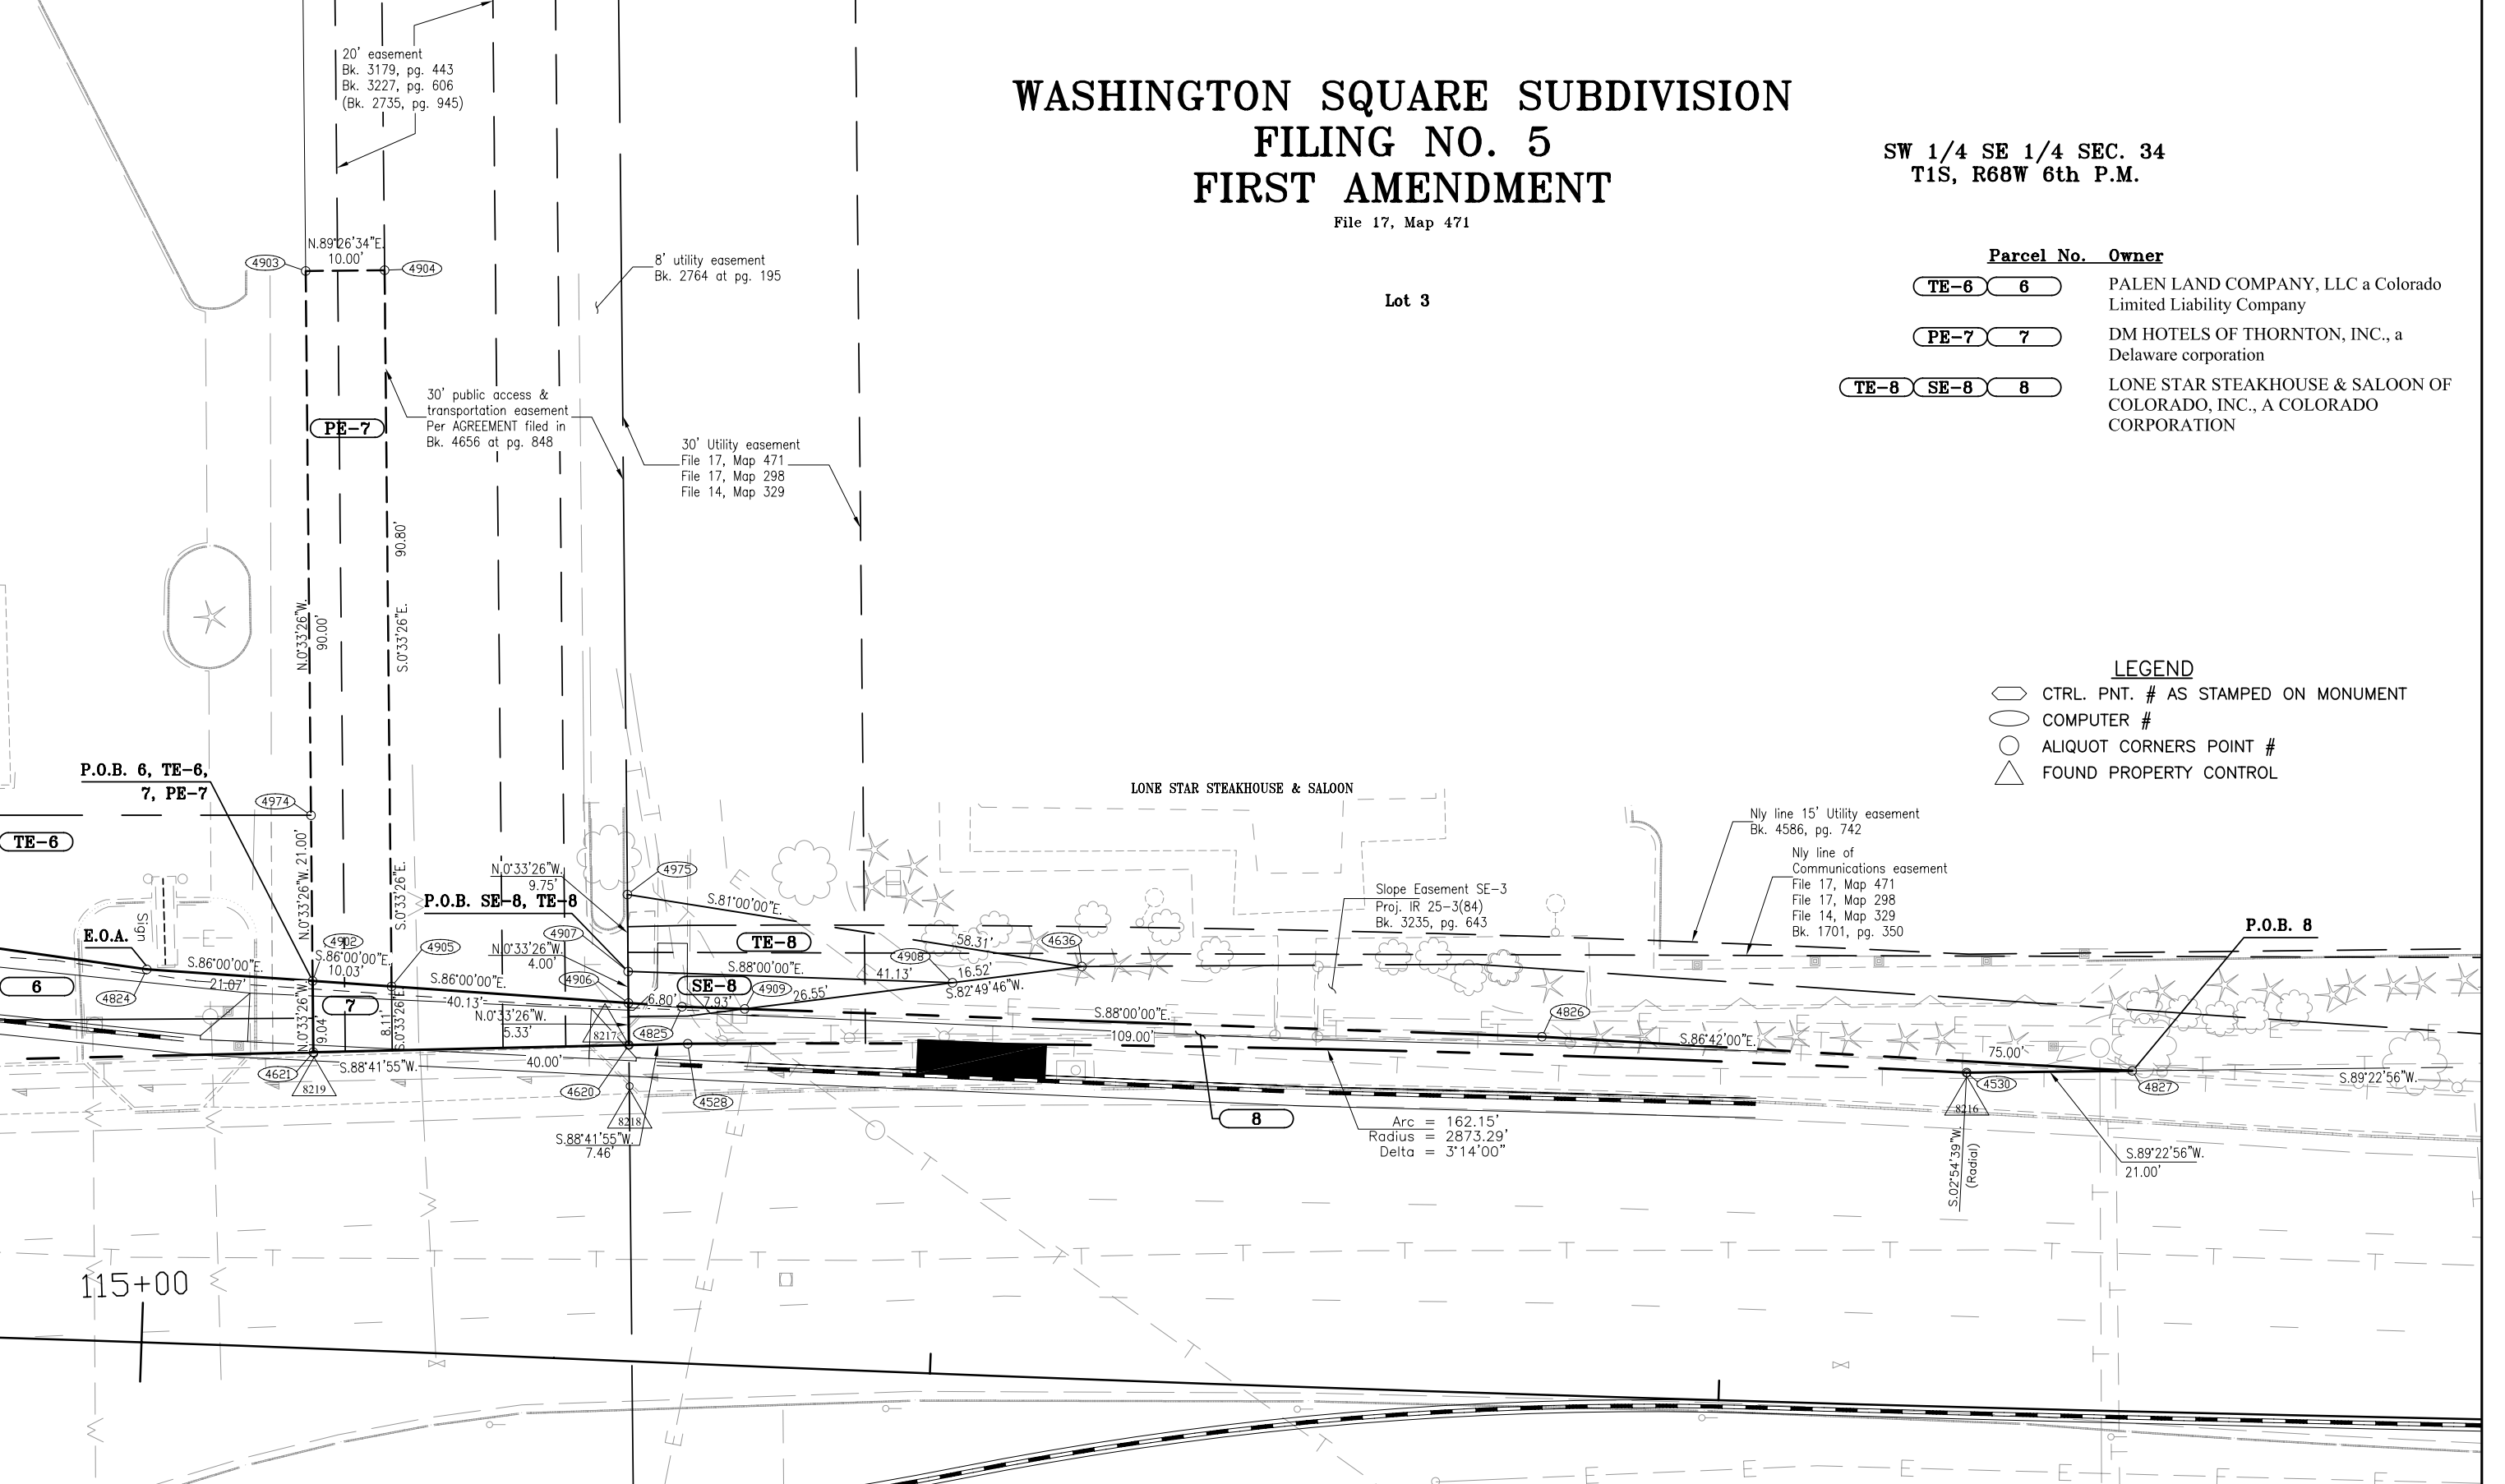 20' easement
Bk. 3179, pg. 443
Bk. 3227, pg. 606
(Bk. 2735, pg. 945)
WASHINGTON SQUARE SUBDIVISION
FILING NO. 5
FIRST AMENDMENT
File 17, Map 471
Lot 3
SW 1/4 SE 1/4 SEC. 34
T1S, R68W 6th P.M.
Parcel No. Owner
TE-6 6 PALEN LAND COMPANY, LLC a Colorado
Limited Liability Company
PE-7 7 DM HOTELS OF THORNTON, INC., a
Delaware corporation
TE-8 SE-8 8 LONE STAR STEAKHOUSE & SALOON OF
COLORADO, INC., A COLORADO
CORPORATION
N.89°26'34"E.
10.00'
4903
4904
8' utility easement
Bk. 2764 at pg. 195
PE-7
30' public access &
transportation easement
Per AGREEMENT filed in
Bk. 4656 at pg. 848
30' Utility easement
File 17, Map 471
File 17, Map 298
File 14, Map 329
N.0°33'26"W.
90.00'
90.80'
S.0°33'26"E.
LEGEND
CTRL. PNT. # AS STAMPED ON MONUMENT
COMPUTER #
ALIQUOT CORNERS POINT #
FOUND PROPERTY CONTROL
P.O.B. 6, TE-6,
7, PE-7
4974
TE-6
N.0°33'26"W. 21.00'
S.0°33'26"E.
LONE STAR STEAKHOUSE & SALOON
Nly line 15' Utility easement
Bk. 4586, pg. 742
Nly line of
Communications easement
File 17, Map 471
File 17, Map 298
File 14, Map 329
Bk. 1701, pg. 350
N.0°33'26"W.
9.75'
4975
S.81°00'00"E.
58.31'
P.O.B. SE-8, TE-8
Slope Easement SE-3
Proj. IR 25-3(84)
Bk. 3235, pg. 643
P.O.B. 8
Sign
E.O.A.
4902
4905
4907
TE-8
4908
4636
S.86°00'00"E.
21.07'
S.86°00'00"E.
10.03'
N.0°33'26"W.
4.00'
S.88°00'00"E.
41.13'
16.52'
S.82°49'46"W.
26.55'
6
4824
7
S.86°00'00"E.
40.13'
4906
6.80'
SE-8
7.93'
4909
N.0°33'26"W.
9.04'
8.11'
S.0°33'26"E.
N.0°33'26"W.
5.33'
8217
4825
S.88°00'00"E.
109.00'
4826
S.86°42'00"E.
75.00'
4621
8219
S.88°41'55"W.
40.00'
4620
8218
4528
S.88°41'55"W.
7.46'
8
Arc = 162.15'
Radius = 2873.29'
Delta = 3°14'00"
4530
8216
4827
S.89°22'56"W.
S.02°54'39"W.
(Radial)
S.89°22'56"W.
21.00'
115+00